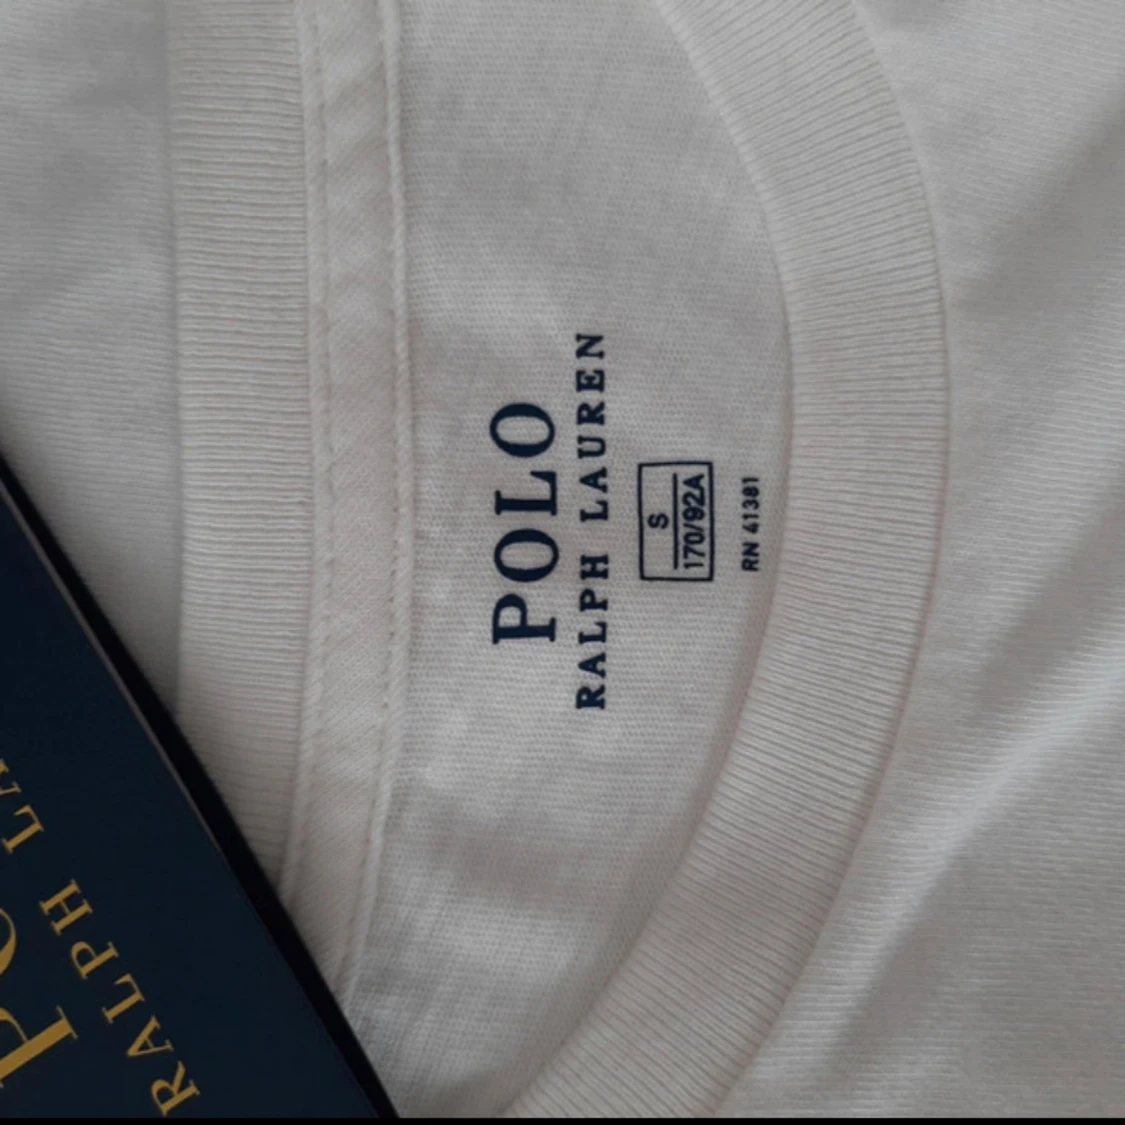 POLO
RALPH LAUREN
S
170/92A
RN 41381
RALPH